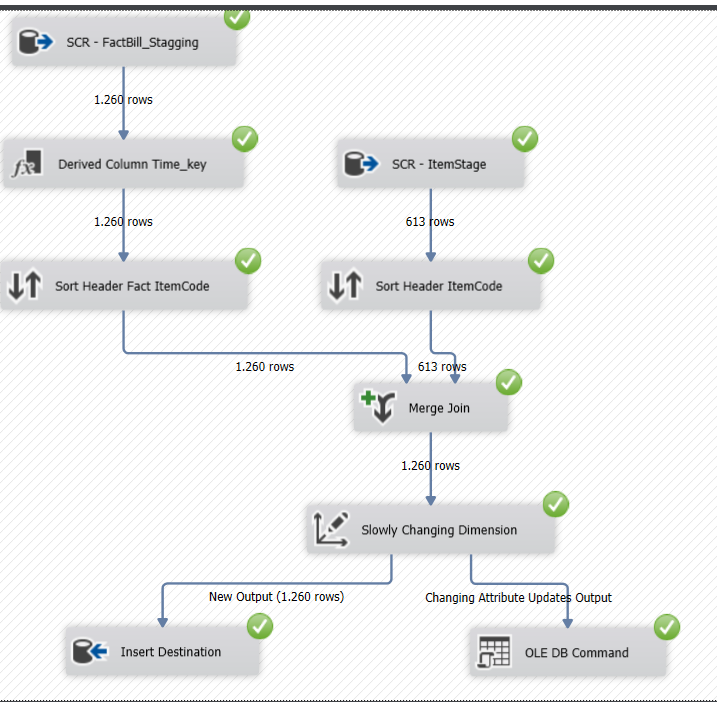 SCR - FactBill_Stagging
1.260 rows
Derived Column Time_key
SCR - ItemStage
1.260 rows
613 rows
Sort Header Fact ItemCode
Sort Header ItemCode
1.260 rows
613 rows
Merge Join
1.260 rows
Slowly Changing Dimension
New Output (1.260 rows)
Changing Attribute Updates Output
Insert Destination
OLE DB Command